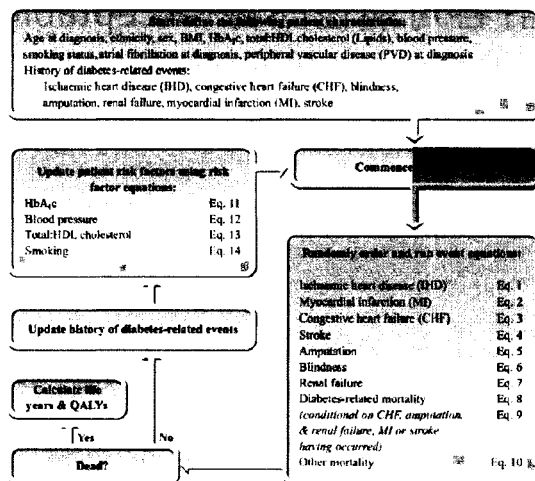 Age at diagnosis, ethnicity, sex, BMI, HbA₁c, total:HDL cholesterol (Lipids), blood pressure,
smoking status, atrial fibrillation at diagnosis, peripheral vascular disease (PVD) at diagnosis
History of diabetes-related events:
Ischaemic heart disease (IHD), congestive heart failure (CHF), blindness,
amputation, renal failure, myocardial infarction (MI), stroke
Update patient risk factors using risk
factor equations:
HbA₁c Eq. 11
Blood pressure Eq. 12
Total:HDL cholesterol Eq. 13
Smoking Eq. 14
Commence
Randomly order and run event equations:
Ischaemic heart disease (IHD) Eq. 1
Myocardial infarction (MI) Eq. 2
Congestive heart failure (CHF) Eq. 3
Stroke Eq. 4
Amputation Eq. 5
Blindness Eq. 6
Renal failure Eq. 7
Diabetes-related mortality Eq. 8
(conditional on CHF, amputation, Eq. 9
& renal failure, MI or stroke
having occurred)
Other mortality Eq. 10
Update history of diabetes-related events
Calculate life
years & QALYs
Yes No
Dead?